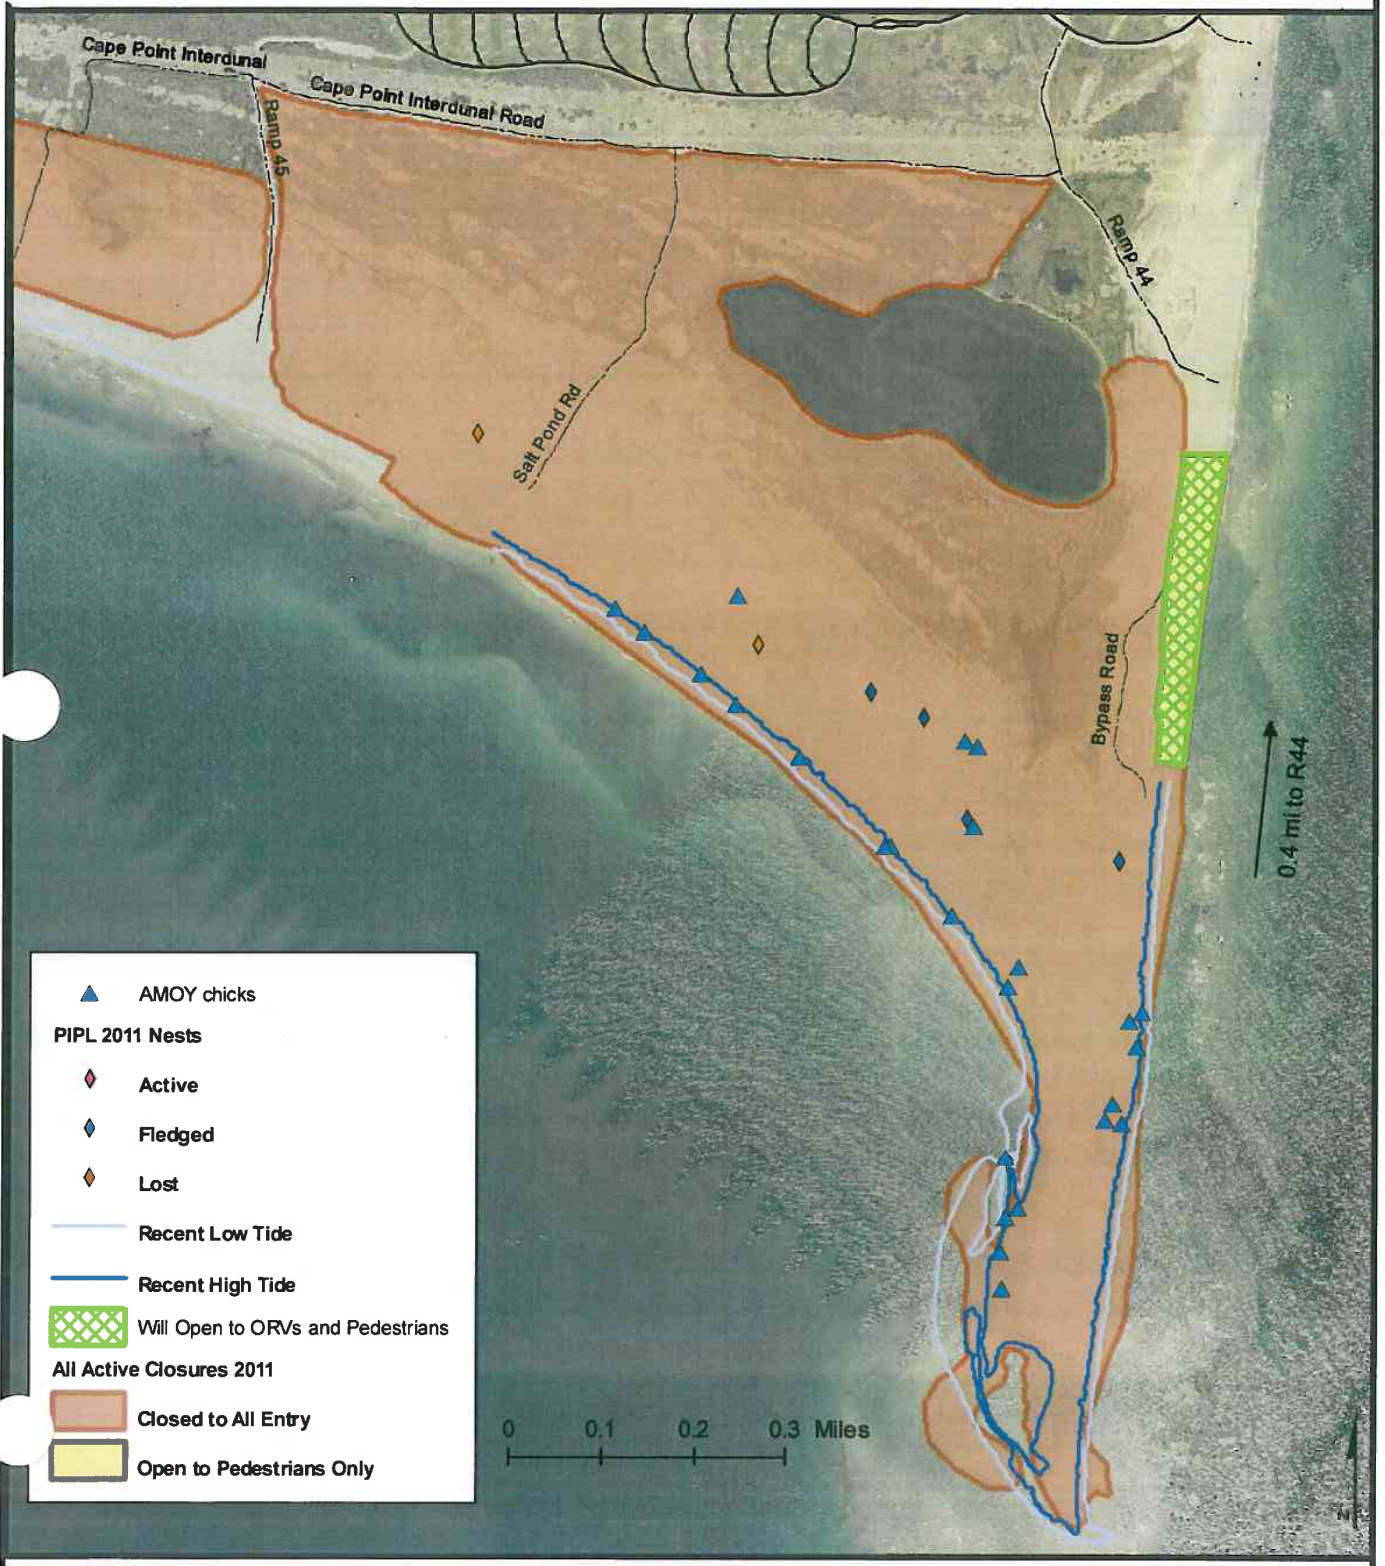 Cape Point Interdunal
Cape Point Interdunal Road
Ramp 45
Ramp 44
Salt Pond Rd
Bypass Road
0.4 mi to R44
AMOY chicks
PIPL 2011 Nests
Active
Fledged
Lost
Recent Low Tide
Recent High Tide
Will Open to ORVs and Pedestrians
All Active Closures 2011
Closed to All Entry
Open to Pedestrians Only
0 0.1 0.2 0.3 Miles
N